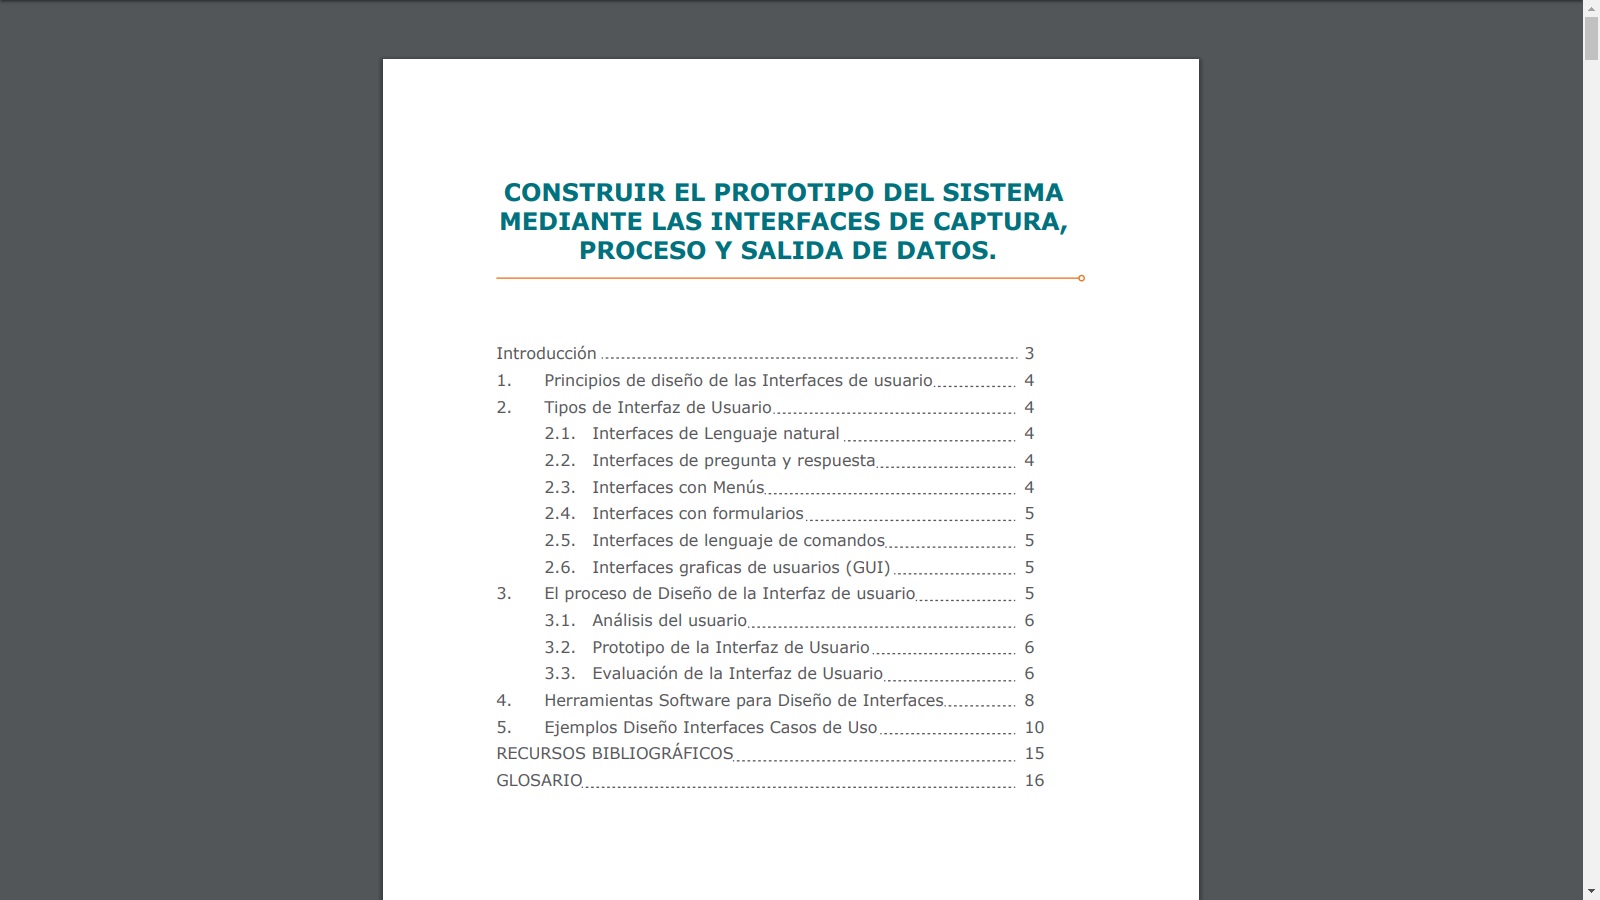 CONSTRUIR EL PROTOTIPO DEL SISTEMA
MEDIANTE LAS INTERFACES DE CAPTURA,
PROCESO Y SALIDA DE DATOS.
Introducción 3
1. Principios de diseño de las Interfaces de usuario 4
2. Tipos de Interfaz de Usuario 4
2.1. Interfaces de Lenguaje natural 4
2.2. Interfaces de pregunta y respuesta 4
2.3. Interfaces con Menús 4
2.4. Interfaces con formularios 5
2.5. Interfaces de lenguaje de comandos 5
2.6. Interfaces graficas de usuarios (GUI) 5
3. El proceso de Diseño de la Interfaz de usuario 5
3.1. Análisis del usuario 6
3.2. Prototipo de la Interfaz de Usuario 6
3.3. Evaluación de la Interfaz de Usuario 6
4. Herramientas Software para Diseño de Interfaces 8
5. Ejemplos Diseño Interfaces Casos de Uso 10
RECURSOS BIBLIOGRÁFICOS 15
GLOSARIO 16